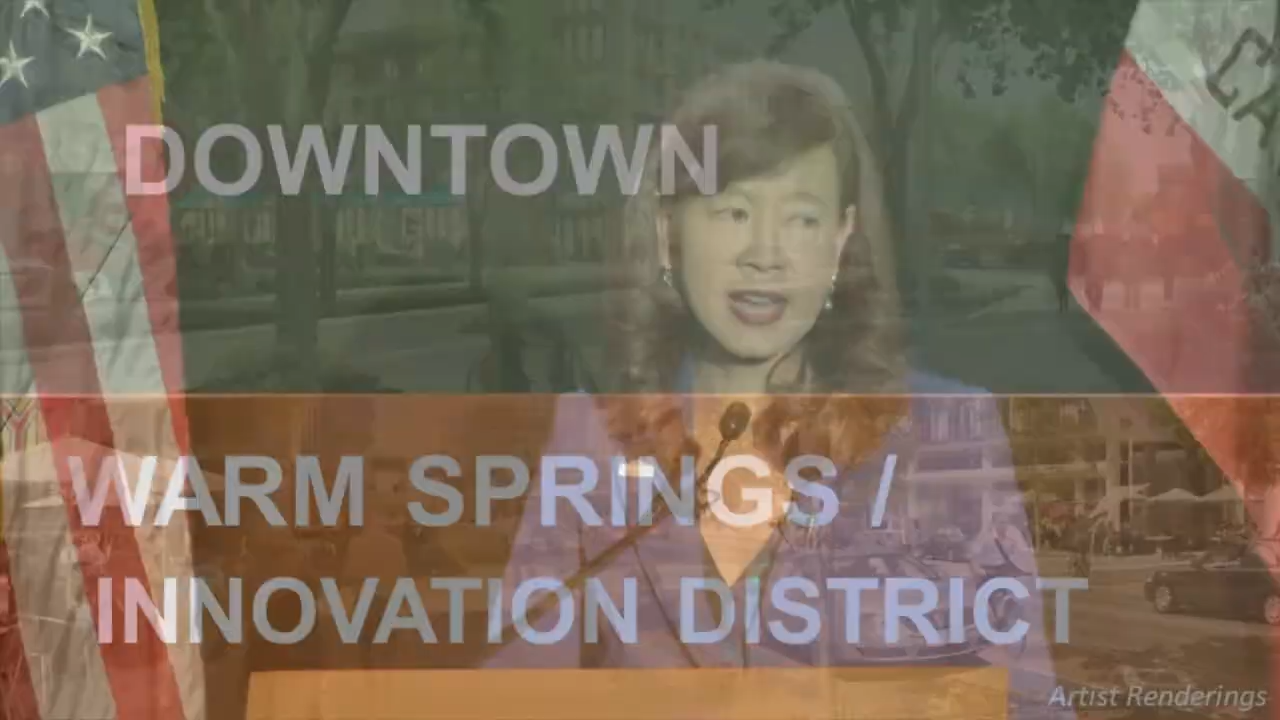 DOWNTOWN
WARM SPRINGS /
INNOVATION DISTRICT
Artist Renderings